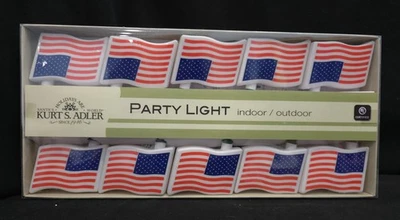 KURT S. ADLER
PARTY LIGHT indoor / outdoor